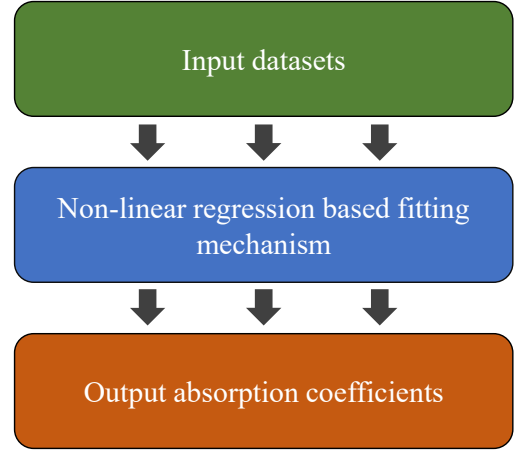 Input datasets
Non-linear regression based fitting
mechanism
Output absorption coefficients